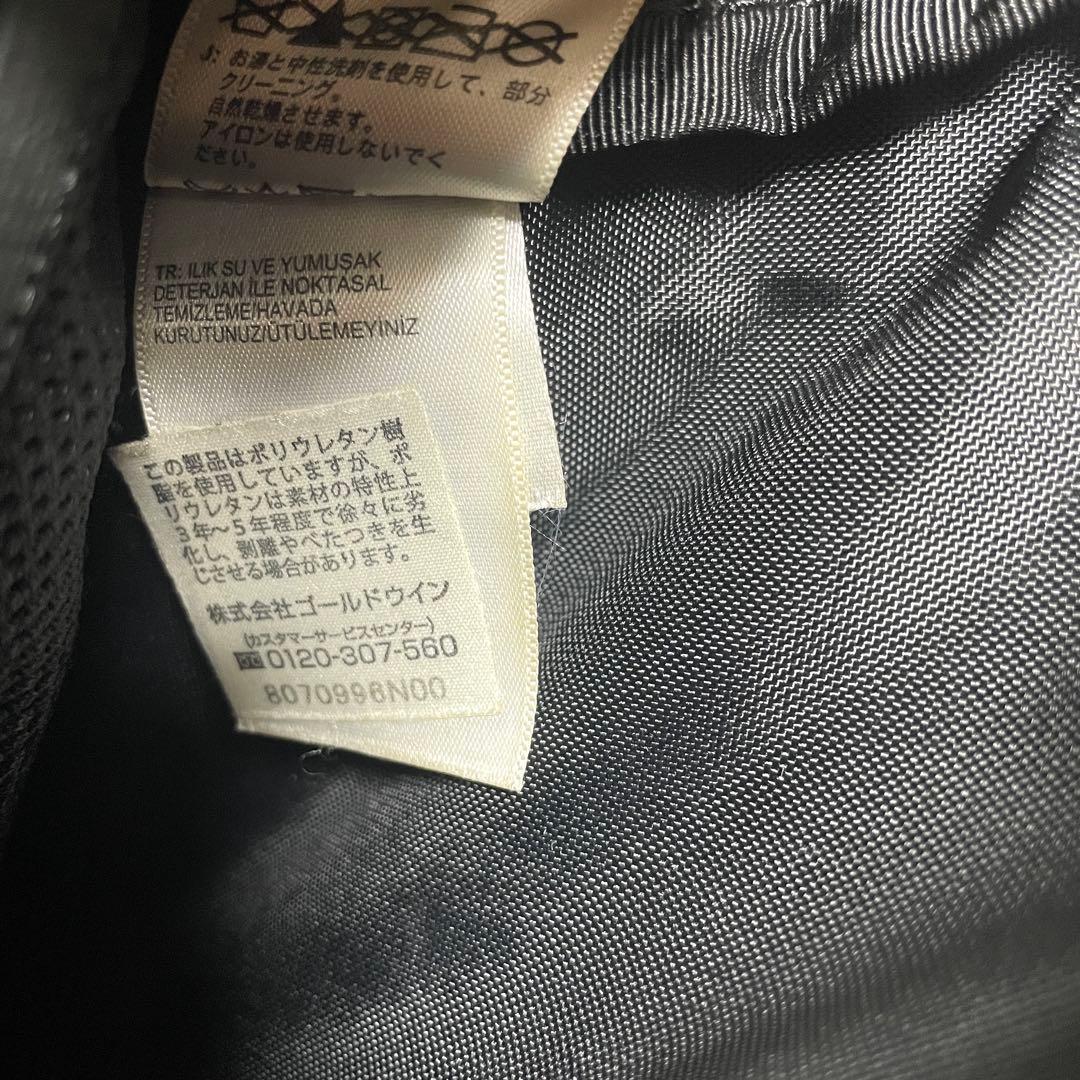 J: お湯と中性洗剤を使用して、部分
クリーニング。
自然乾燥させます。
アイロンは使用しないでく
ださい。
TR: ILIK SU VE YUMUŞAK
DETERJAN İLE NOKTASAL
TEMİZLEME/HAVADA
KURUTUNUZ/ÜTÜLEMEYİNİZ
この製品はポリウレタン樹
脂を使用していますが、ポ
リウレタンは素材の特性上
3年〜5年程度で徐々に劣
化し、剥離やべたつきを生
じさせる場合があります。
株式会社ゴールドウイン
(カスタマーサービスセンター)
0120-307-560
8070996N00